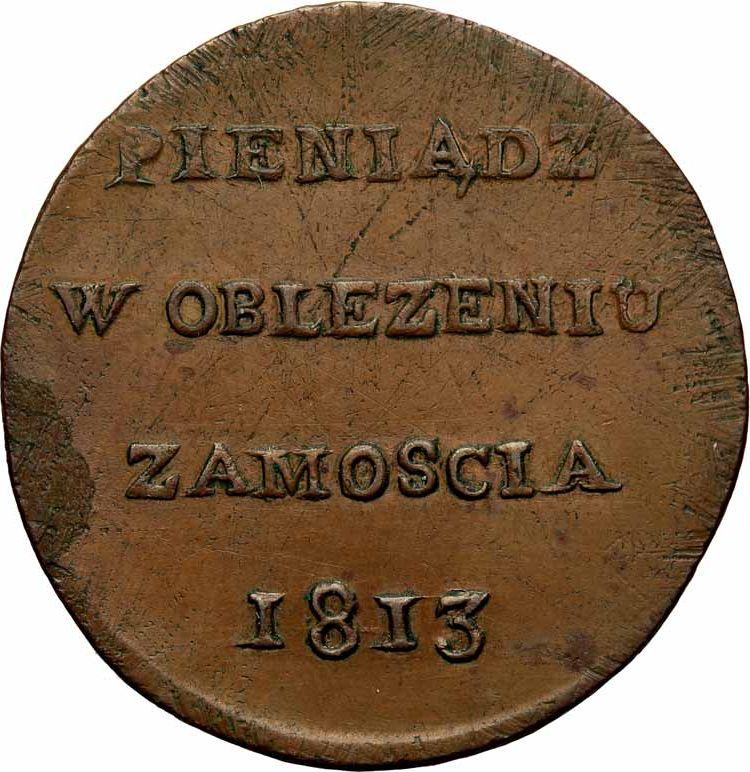 PIENIĄDZ
W OBLEZENIU
ZAMOSCIA
1813